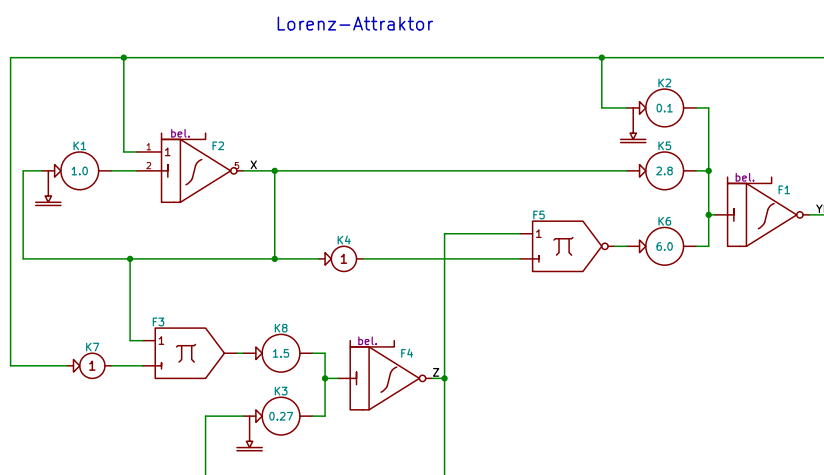 Lorenz-Attraktor
K2
0.1
bel.
F2
K1
1.0
1
1
2
5
X
K5
2.8
bel.
F1
Y
F5
1
π
K6
6.0
K4
1
F3
1
π
K8
1.5
bel.
F4
K7
1
Z
K3
0.27